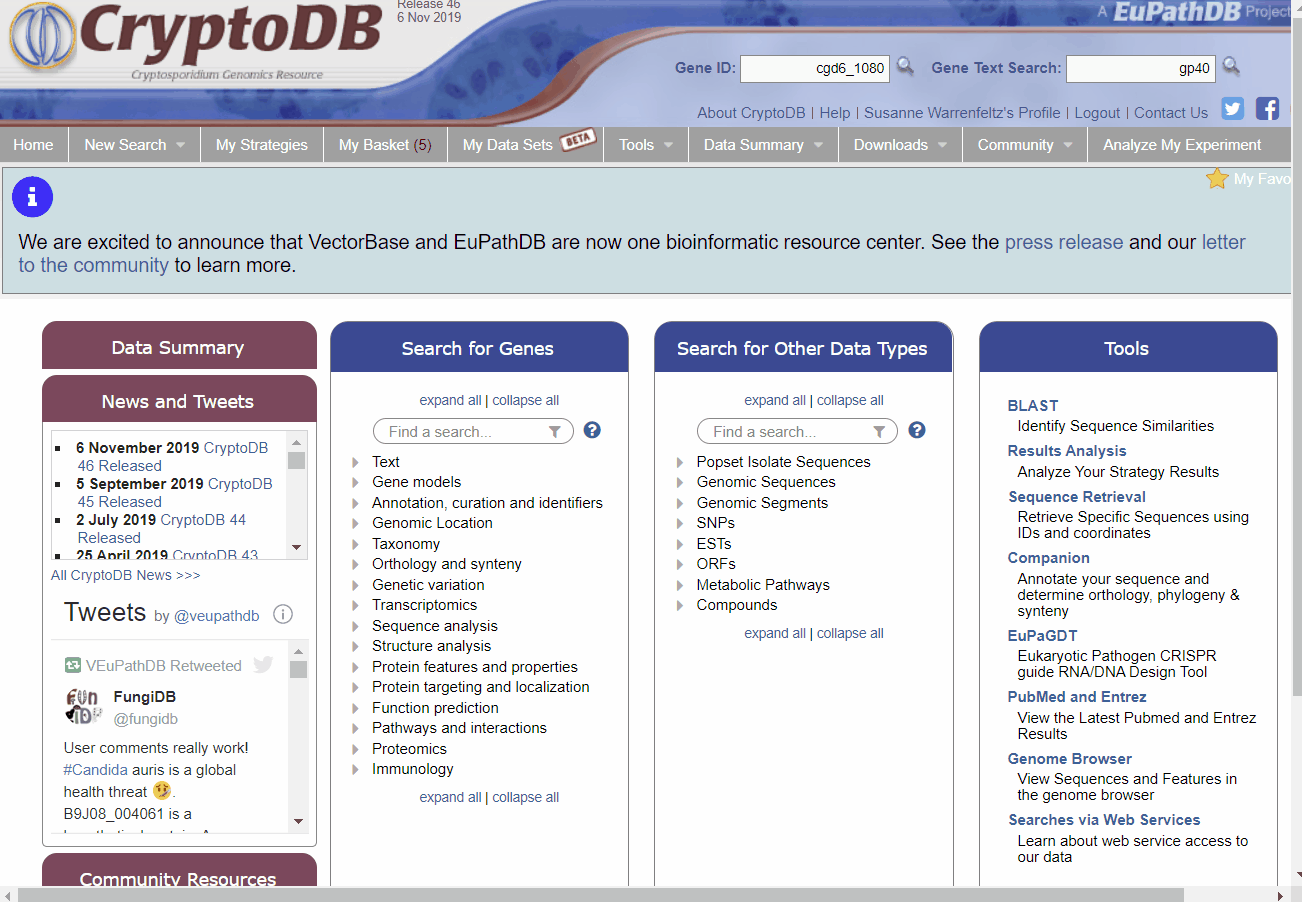 Release 46
6 Nov 2019
CryptoDB
Cryptosporidium Genomics Resource
A EuPathDB Project
Gene ID: cgd6_1080 Gene Text Search: gp40
About CryptoDB | Help | Susanne Warrenfeltz's Profile | Logout | Contact Us
Home New Search My Strategies My Basket (5) My Data Sets BETA Tools Data Summary Downloads Community Analyze My Experiment
My Favo
We are excited to announce that VectorBase and EuPathDB are now one bioinformatic resource center. See the press release and our letter
to the community to learn more.
Data Summary
News and Tweets
6 November 2019 CryptoDB
46 Released
5 September 2019 CryptoDB
45 Released
2 July 2019 CryptoDB 44
Released
25 April 2019 CryptoDB 43
All CryptoDB News >>>
Tweets by @veupathdb
VEuPathDB Retweeted
FungiDB
@fungidb
User comments really work!
#Candida auris is a global
health threat 🤔.
B9J08_004061 is a
Community Resources
Search for Genes
expand all | collapse all
Find a search...
Text
Gene models
Annotation, curation and identifiers
Genomic Location
Taxonomy
Orthology and synteny
Genetic variation
Transcriptomics
Sequence analysis
Structure analysis
Protein features and properties
Protein targeting and localization
Function prediction
Pathways and interactions
Proteomics
Immunology
expand all | collapse all
Search for Other Data Types
expand all | collapse all
Find a search...
Popset Isolate Sequences
Genomic Sequences
Genomic Segments
SNPs
ESTs
ORFs
Metabolic Pathways
Compounds
expand all | collapse all
Tools
BLAST
Identify Sequence Similarities
Results Analysis
Analyze Your Strategy Results
Sequence Retrieval
Retrieve Specific Sequences using
IDs and coordinates
Companion
Annotate your sequence and
determine orthology, phylogeny &
synteny
EuPaGDT
Eukaryotic Pathogen CRISPR
guide RNA/DNA Design Tool
PubMed and Entrez
View the Latest Pubmed and Entrez
Results
Genome Browser
View Sequences and Features in
the genome browser
Searches via Web Services
Learn about web service access to
our data